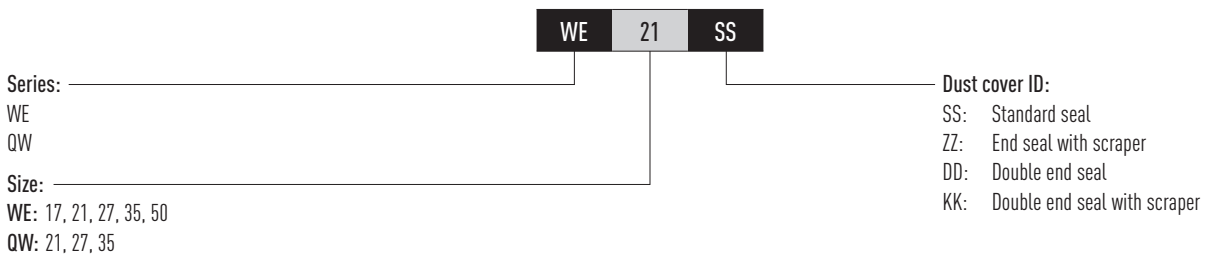 WE 21 SS
Series:
WE
QW
Size:
WE: 17, 21, 27, 35, 50
QW: 21, 27, 35
Dust cover ID:
SS: Standard seal
ZZ: End seal with scraper
DD: Double end seal
KK: Double end seal with scraper